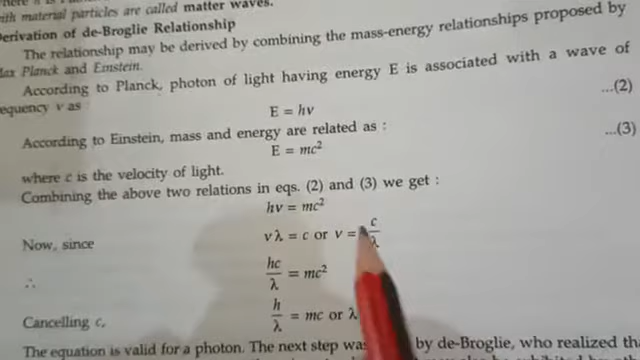 with material particles are called matter waves.
Derivation of de-Broglie Relationship
The relationship may be derived by combining the mass-energy relationships proposed by
Max Planck and Einstein.
According to Planck, photon of light having energy E is associated with a wave of
frequency ν as
E = hν ...(2)
According to Einstein, mass and energy are related as :
E = mc² ...(3)
where c is the velocity of light.
Combining the above two relations in eqs. (2) and (3) we get :
hν = mc²
Now, since νλ = c or ν = c/λ
∴ hc/λ = mc²
Cancelling c, h/λ = mc or λ
The equation is valid for a photon. The next step was by de-Broglie, who realized th